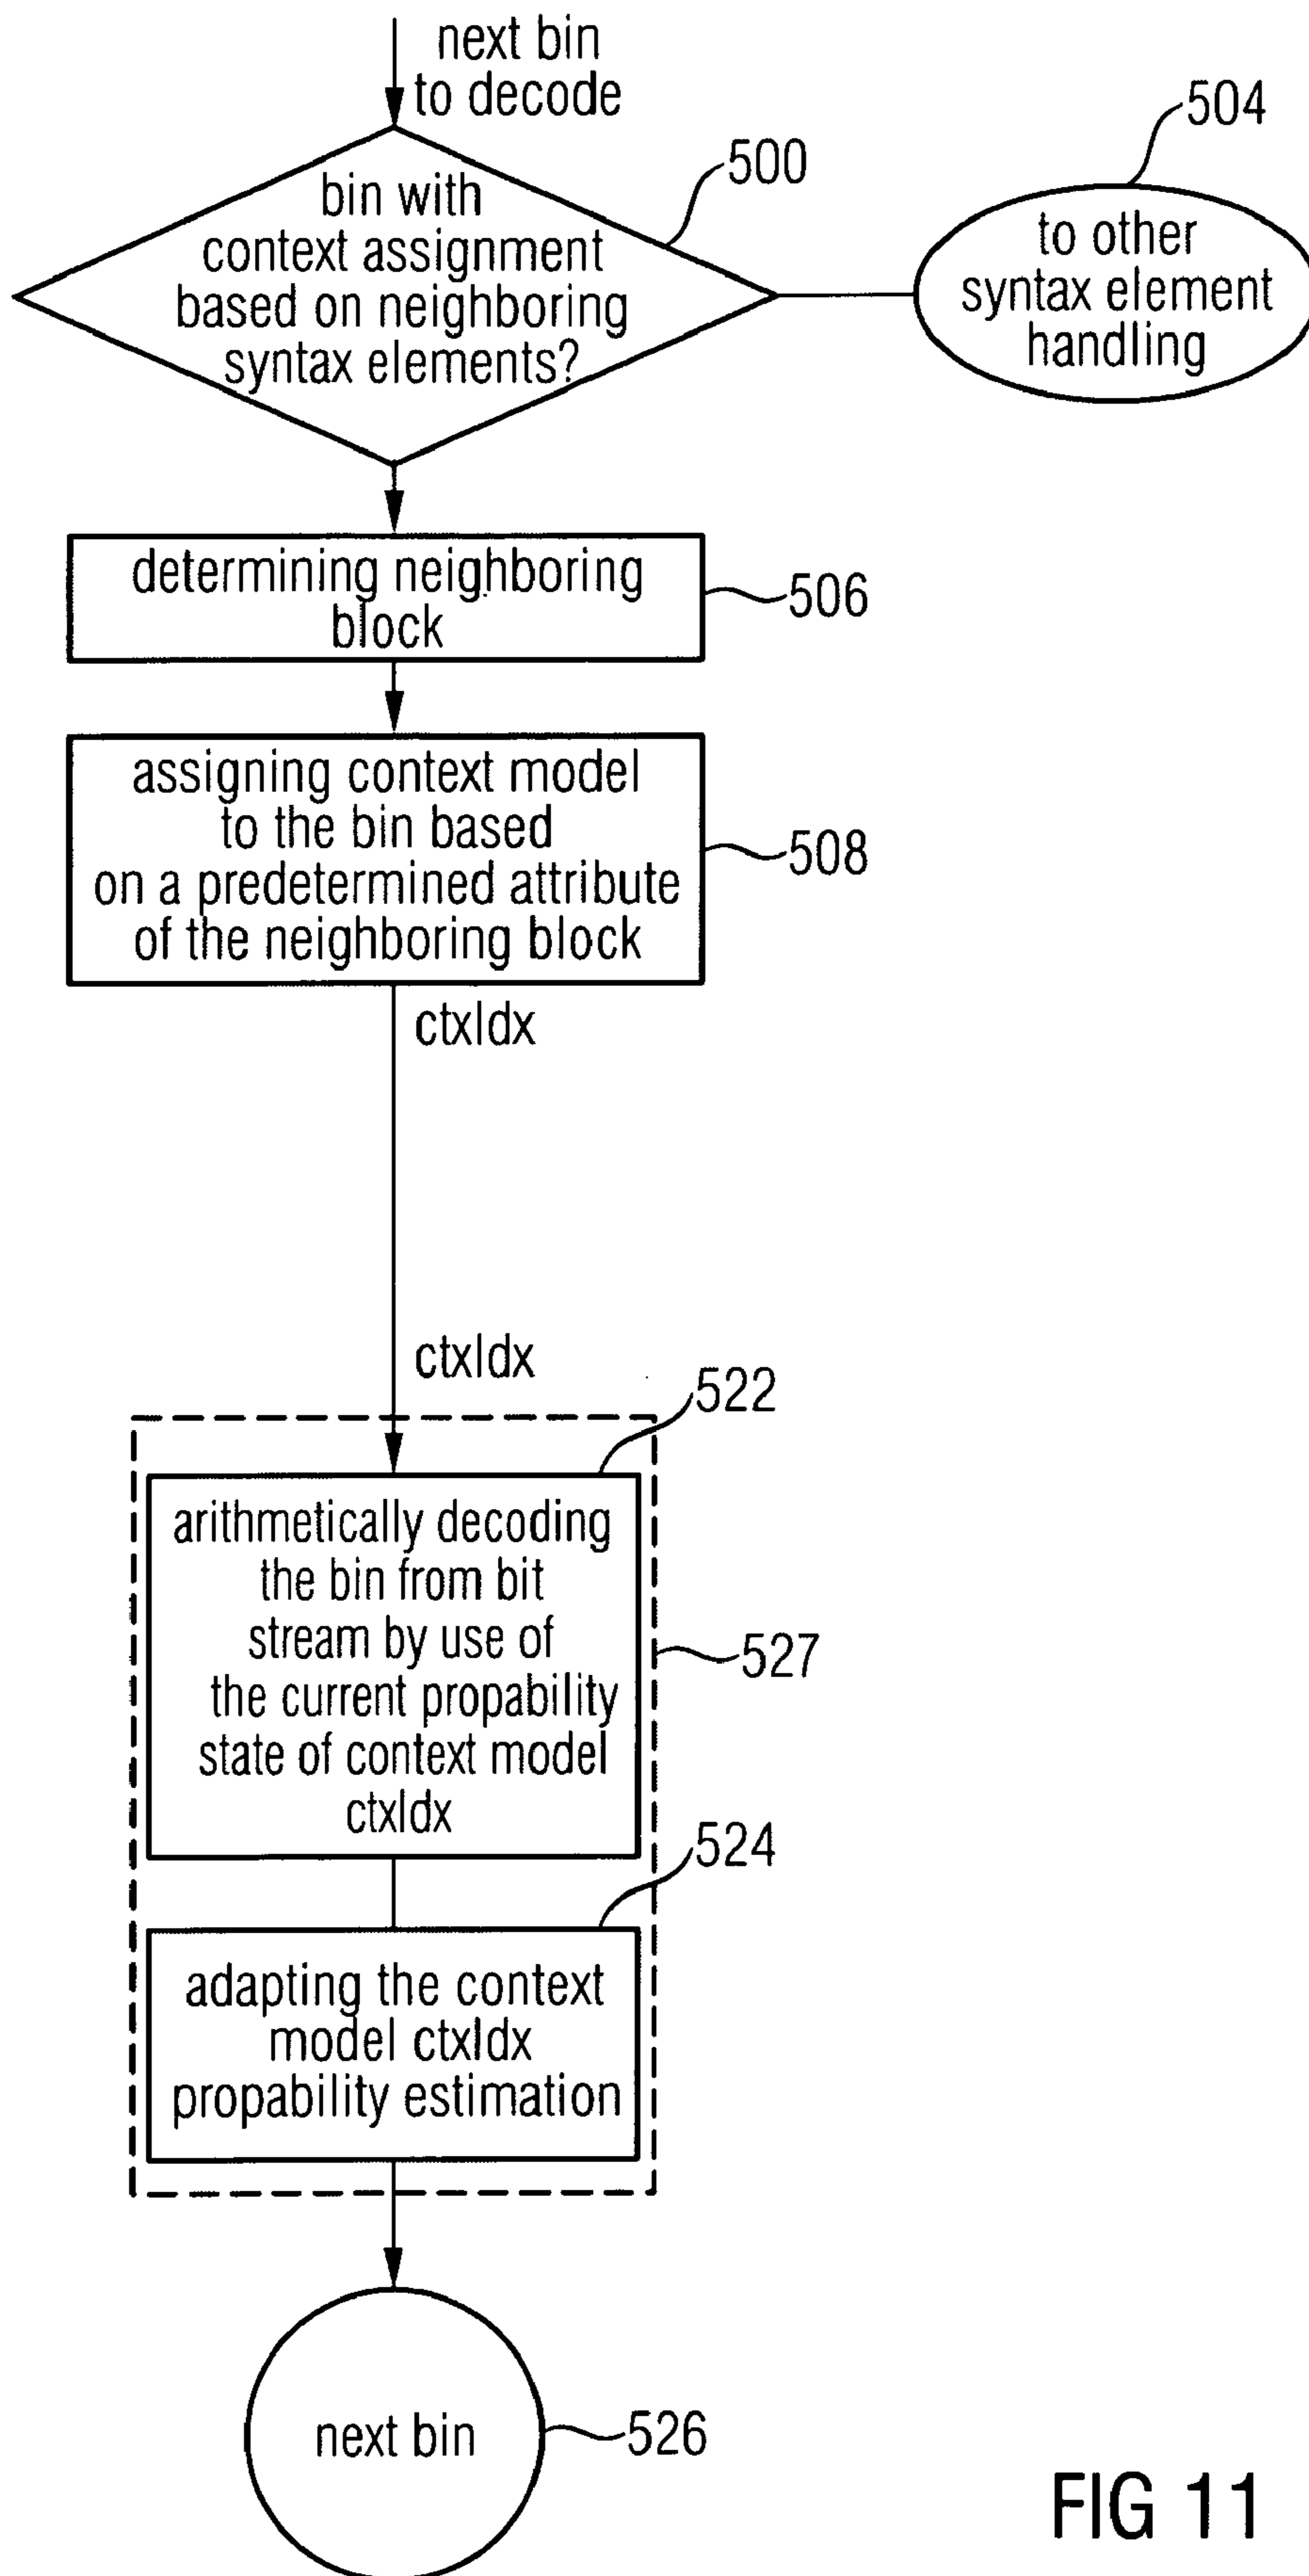 next bin
to decode
500
bin with
context assignment
based on neighboring
syntax elements?
504
to other
syntax element
handling
determining neighboring
block
506
assigning context model
to the bin based
on a predetermined attribute
of the neighboring block
508
ctxIdx
ctxIdx
522
arithmetically decoding
the bin from bit
stream by use of
the current propability
state of context model
ctxIdx
527
524
adapting the context
model ctxIdx
propability estimation
next bin
526
FIG 11